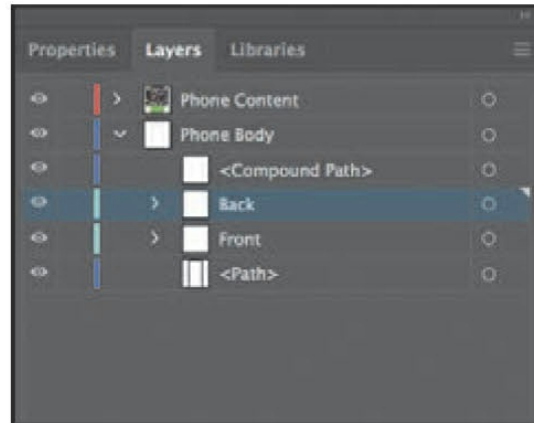 Properties Layers Libraries
Phone Content
Phone Body
<Compound Path>
Back
Front
<Path>